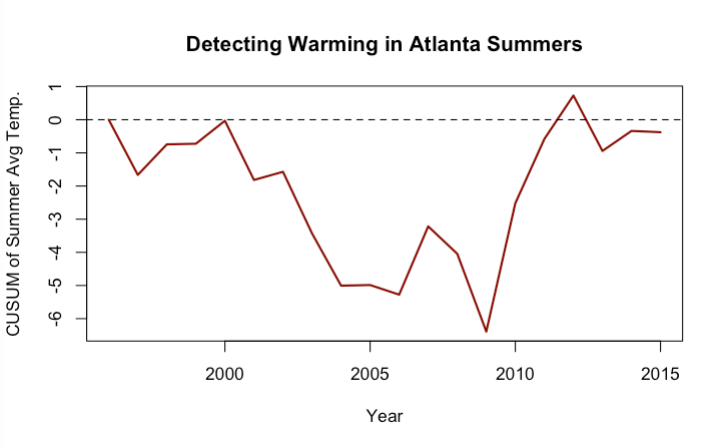 Detecting Warming in Atlanta Summers
CUSUM of Summer Avg Temp.
1
0
-1
-2
-3
-4
-5
-6
2000 2005 2010 2015
Year